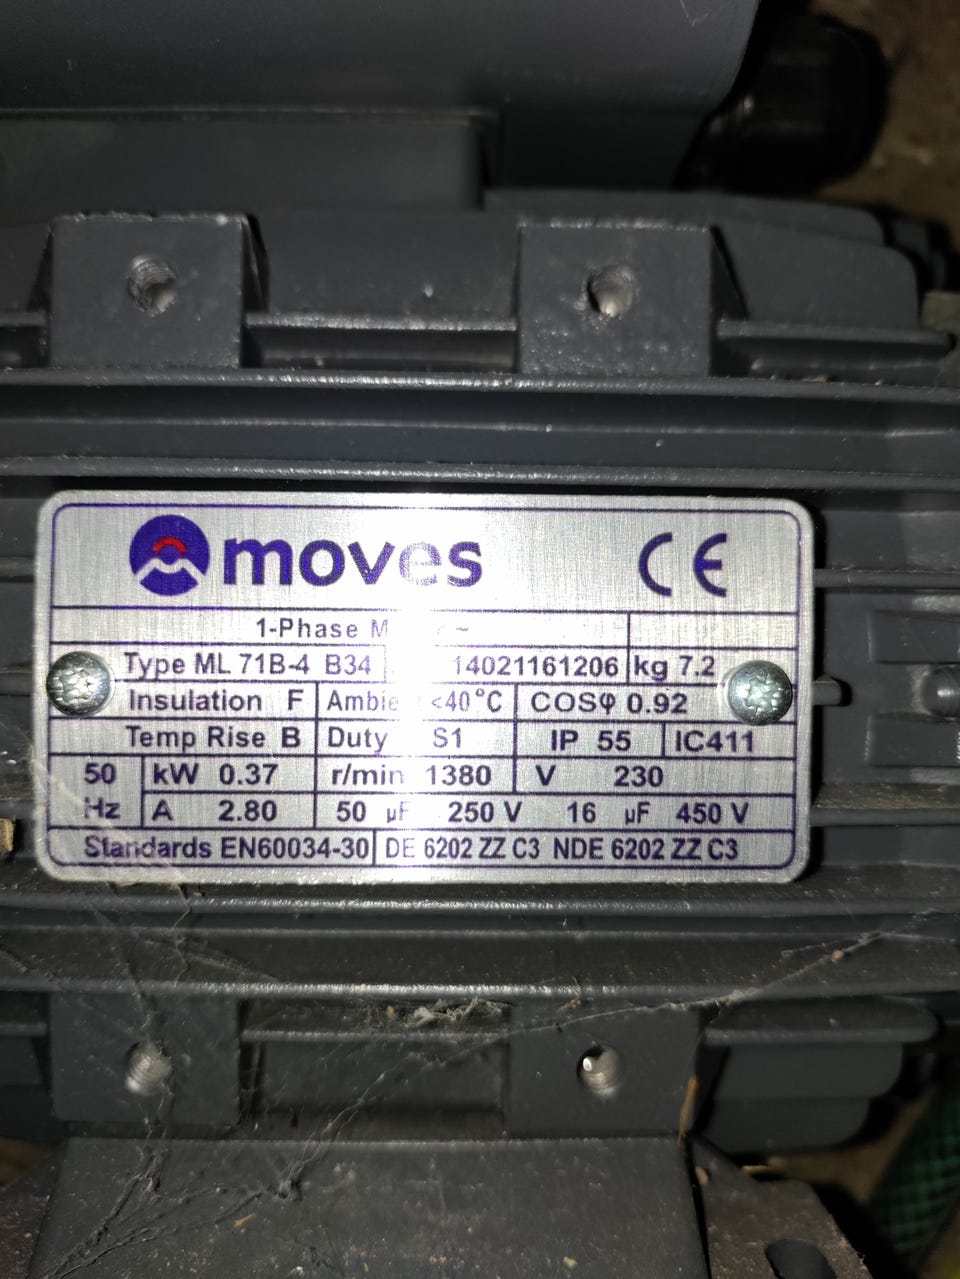 moves CE
1-Phase
Type ML 71B-4 B34 14021161206 kg 7.2
Insulation F <40°C COSφ 0.92
Temp Rise B Duty S1 IP 55 IC411
50 kW 0.37 r/min 1380 V 230
Hz A 2.80 50 µF 250 V 16 µF 450 V
Standards EN60034-30 DE 6202 ZZ C3 NDE 6202 ZZ C3